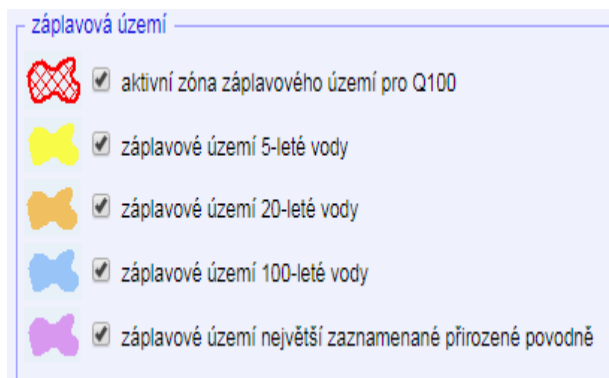 záplavová území
aktivní zóna záplavového území pro Q100
záplavové území 5-leté vody
záplavové území 20-leté vody
záplavové území 100-leté vody
záplavové území největší zaznamenané přirozené povodně